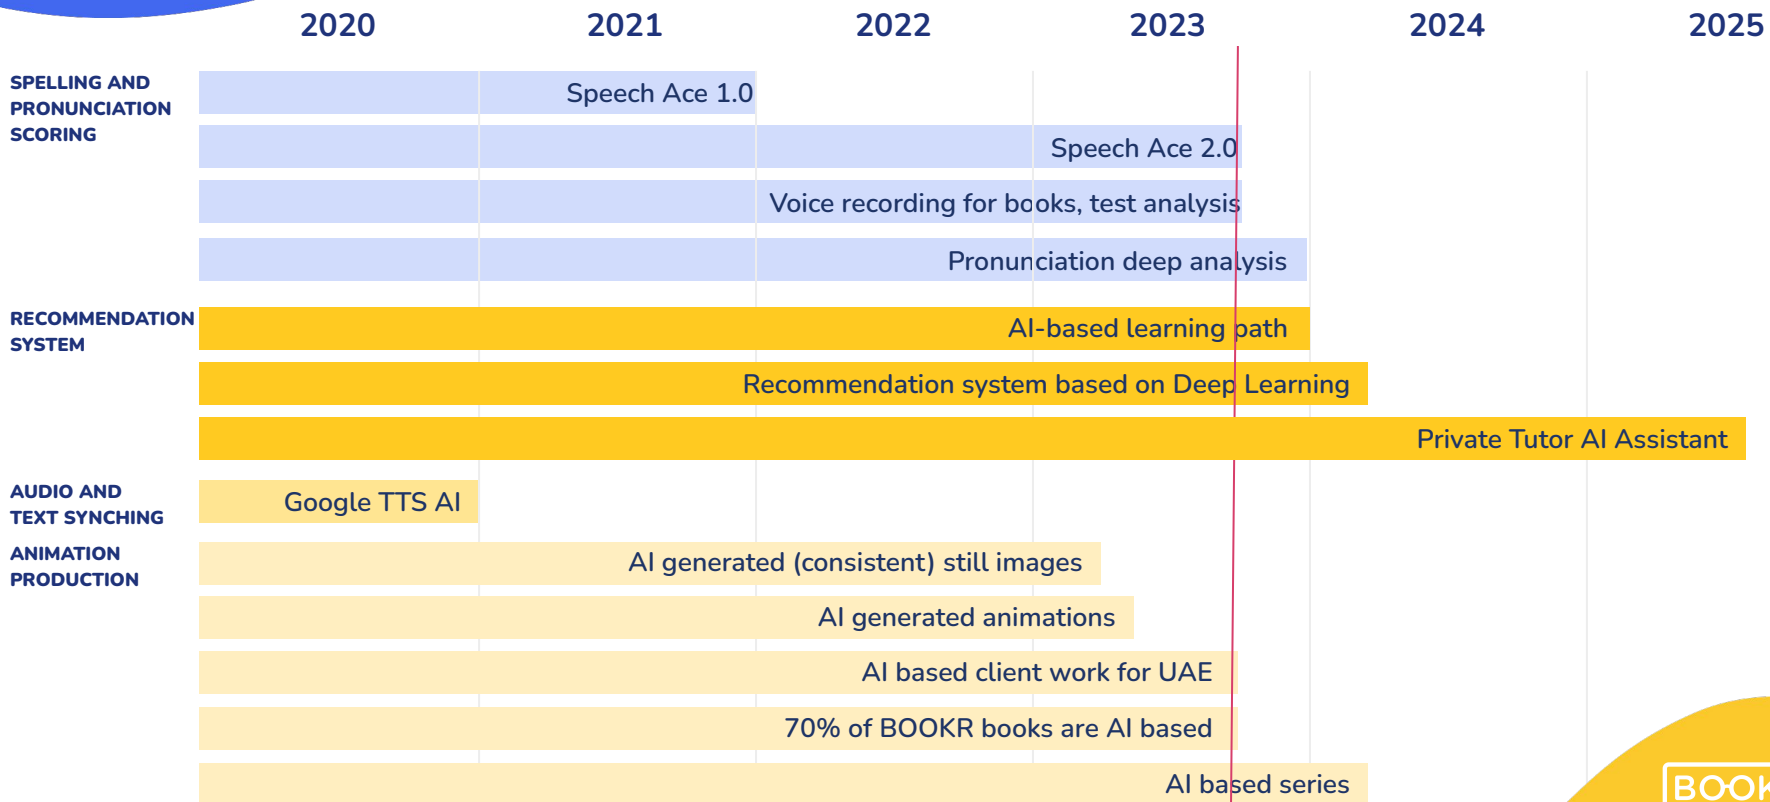 2020 2021 2022 2023 2024 2025
SPELLING AND
PRONUNCIATION
SCORING
Speech Ace 1.0
Speech Ace 2.0
Voice recording for books, test analysis
Pronunciation deep analysis
RECOMMENDATION
SYSTEM
AI-based learning path
Recommendation system based on Deep Learning
Private Tutor AI Assistant
AUDIO AND
TEXT SYNCHING
Google TTS AI
ANIMATION
PRODUCTION
AI generated (consistent) still images
AI generated animations
AI based client work for UAE
70% of BOOKR books are AI based
AI based series
BOOK